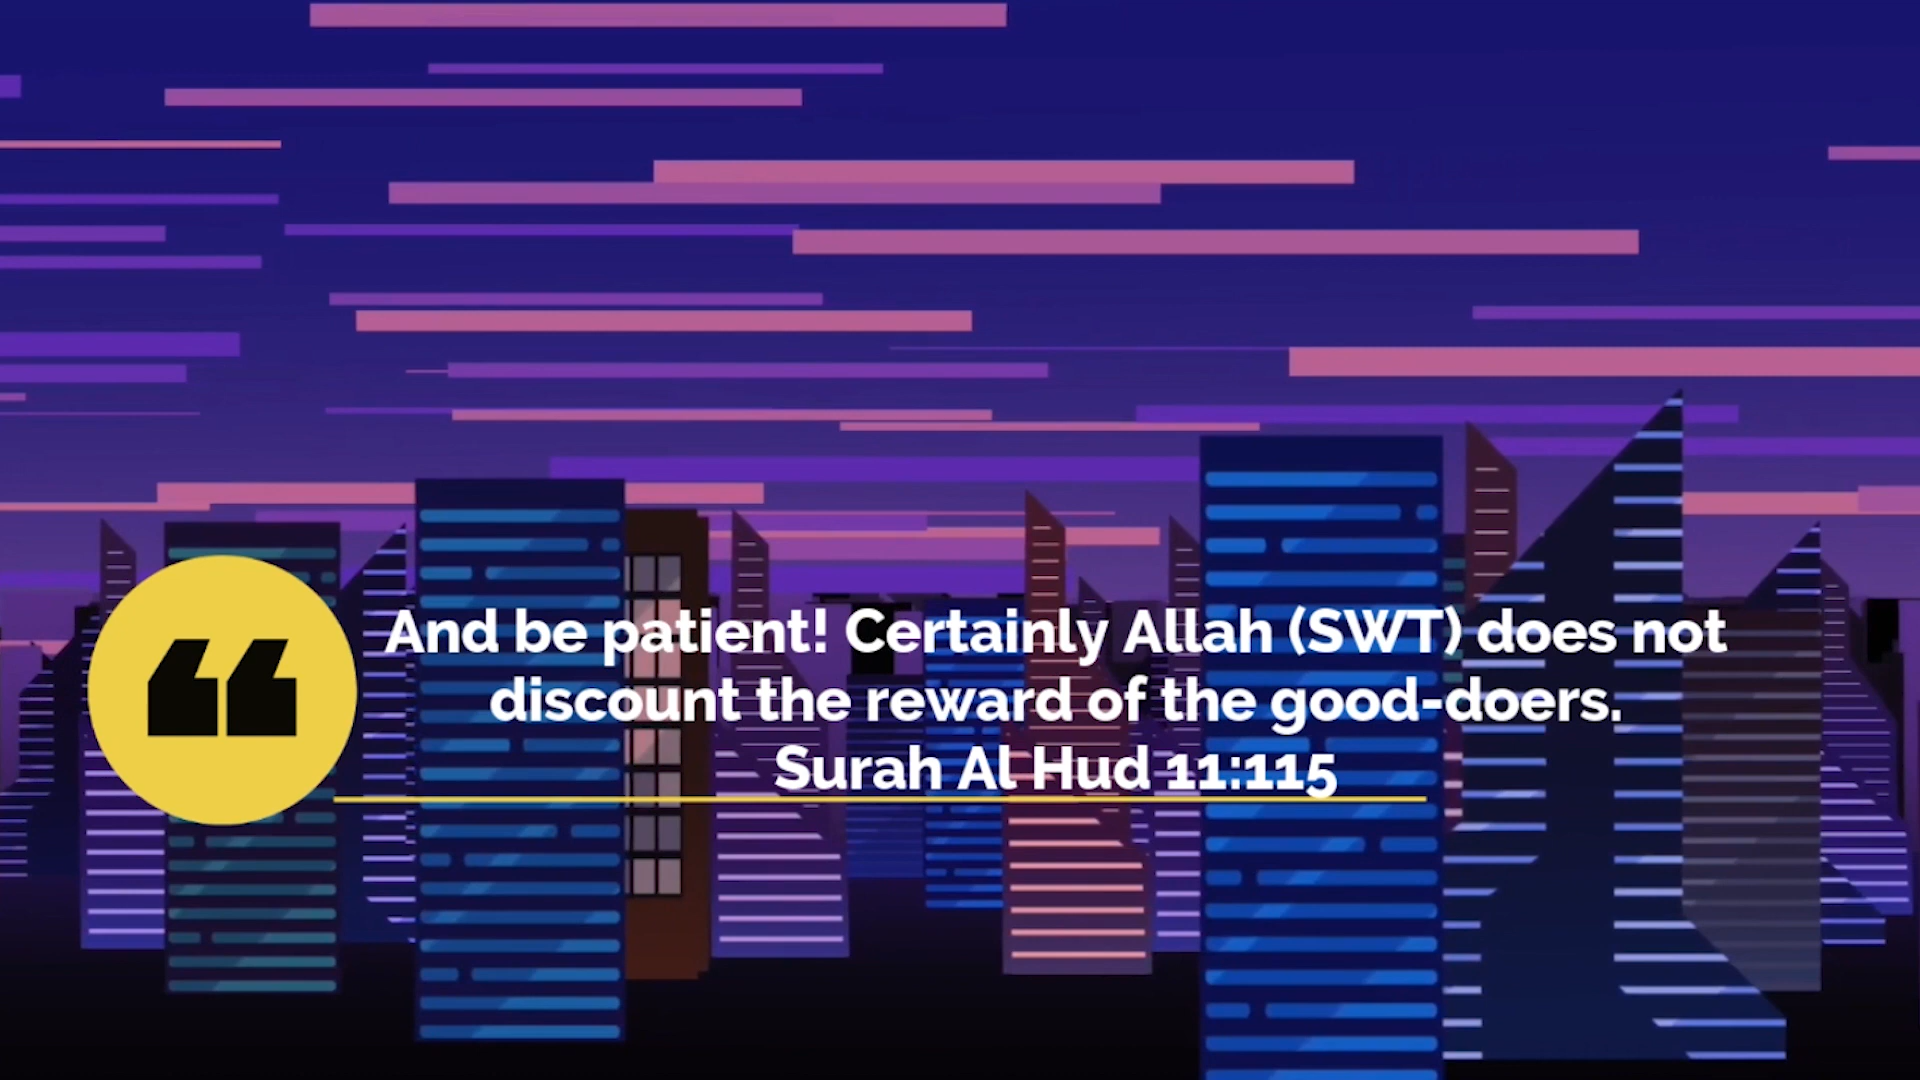 And be patient! Certainly Allah (SWT) does not
discount the reward of the good-doers.
Surah Al Hud 11:115